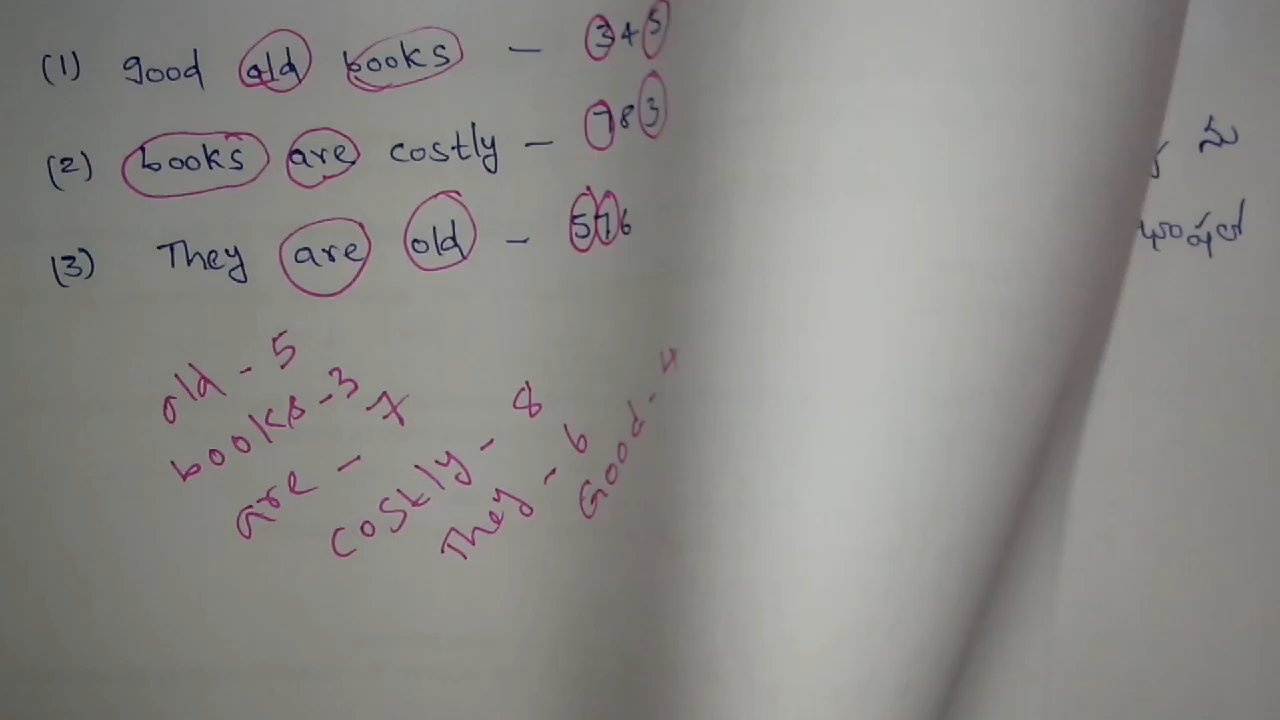 (1) good old books - 3 4 5
(2) books are costly - 7 8 3
(3) They are old - 5 7 6
old - 5
books - 3
are - 7
costly - 8
They - 6
Good - 4
ను